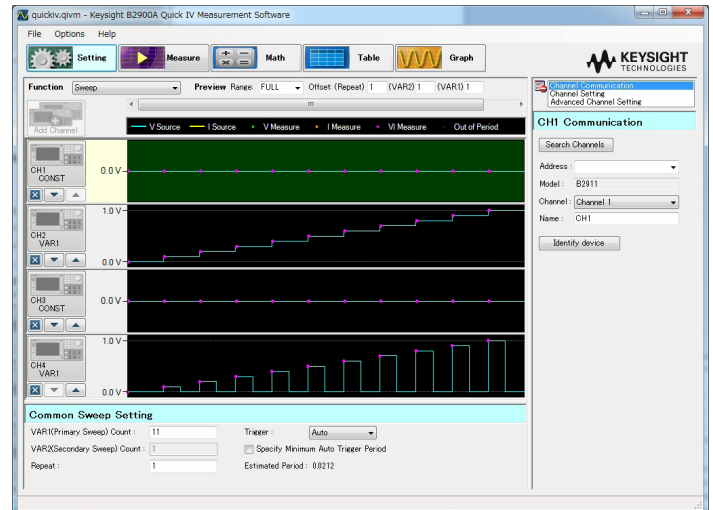 quickiv.qivm - Keysight B2900A Quick IV Measurement Software
File Options Help
Setting Measure Math Table Graph
KEYSIGHT
TECHNOLOGIES
Function Sweep Preview Range: FULL Offset: (Repeat) 1 (VAR2) 1 (VAR1) 1
Add Channel
V Source I Source V Measure I Measure VI Measure Out of Period
CH1
CONST
0.0 V
CH2
VAR1
1.0 V
0.0 V
CH3
CONST
0.0 V
CH4
VAR1
1.0 V
0.0 V
Common Sweep Setting
VAR1(Primary Sweep) Count : 11 Trigger : Auto
VAR2(Secondary Sweep) Count : 1 Specify Minimum Auto Trigger Period
Repeat : 1 Estimated Period : 0.0212
Channel Communication
Channel Setting
Advanced Channel Setting
CH1 Communication
Search Channels
Address :
Model : B2911
Channel : Channel 1
Name : CH1
Identify device